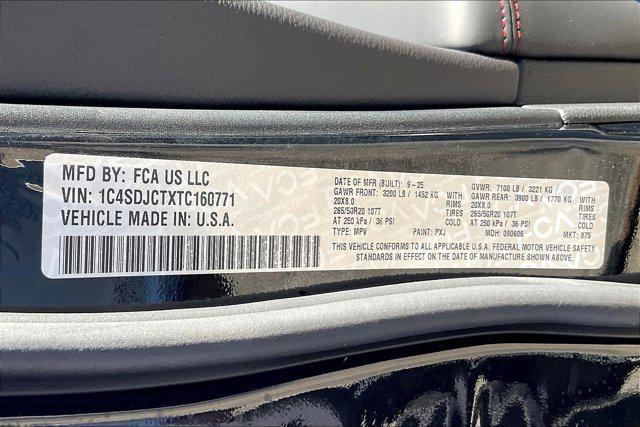 MFD BY: FCA US LLC
VIN: 1C4SDJCTXTC160771
VEHICLE MADE IN: U.S.A.
DATE OF MFR (BUILT): 9-25 GVWR: 7100 LB / 3221 KG
GAWR FRONT: 3200 LB / 1452 KG WITH GAWR REAR: 3900 LB / 1770 KG WITH
20X8.0 RIMS 20X8.0 RIMS
265/50R20 107T TIRES 265/50R20 107T TIRES
AT 250 kPa / 36 PSI COLD AT 250 kPa / 36 PSI COLD
TYPE: MPV PAINT: PXJ MDH: 090606 MKT: 875
THIS VEHICLE CONFORMS TO ALL APPLICABLE U.S.A. FEDERAL MOTOR VEHICLE SAFETY
STANDARDS IN EFFECT ON THE DATE OF MANUFACTURE SHOWN ABOVE.